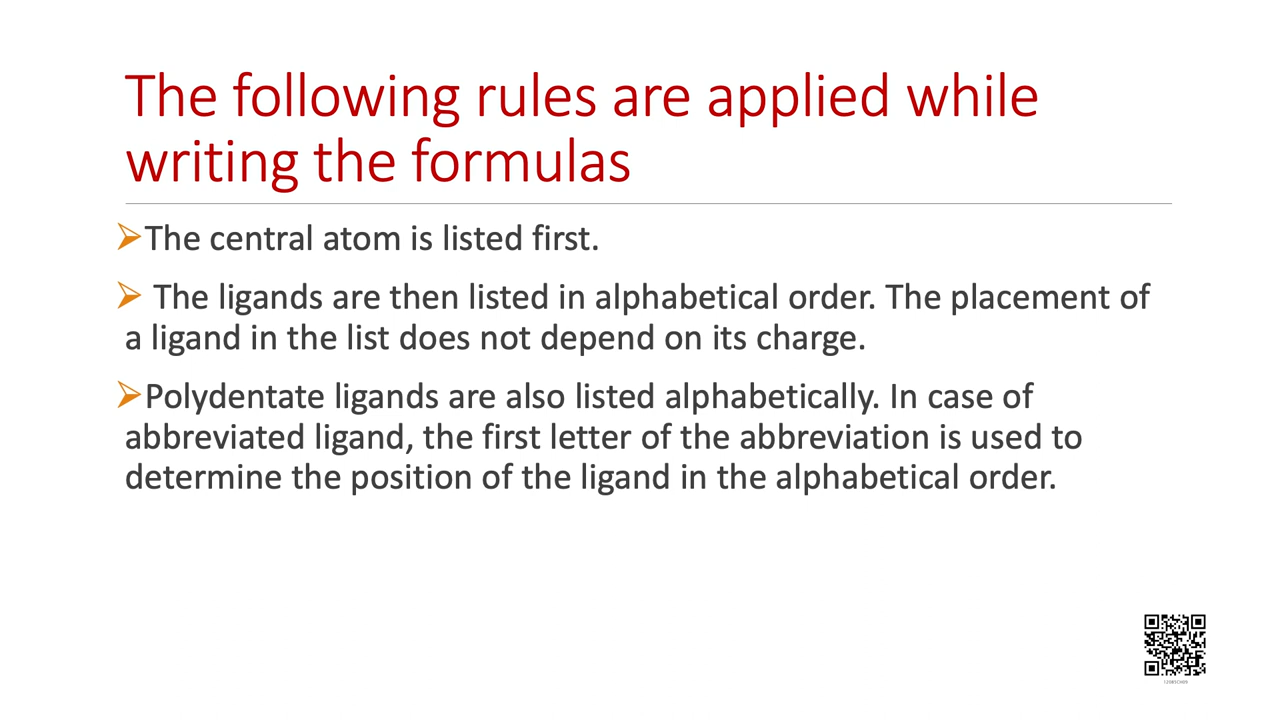 The following rules are applied while
writing the formulas
➢The central atom is listed first.
➢ The ligands are then listed in alphabetical order. The placement of
a ligand in the list does not depend on its charge.
➢Polydentate ligands are also listed alphabetically. In case of
abbreviated ligand, the first letter of the abbreviation is used to
determine the position of the ligand in the alphabetical order.